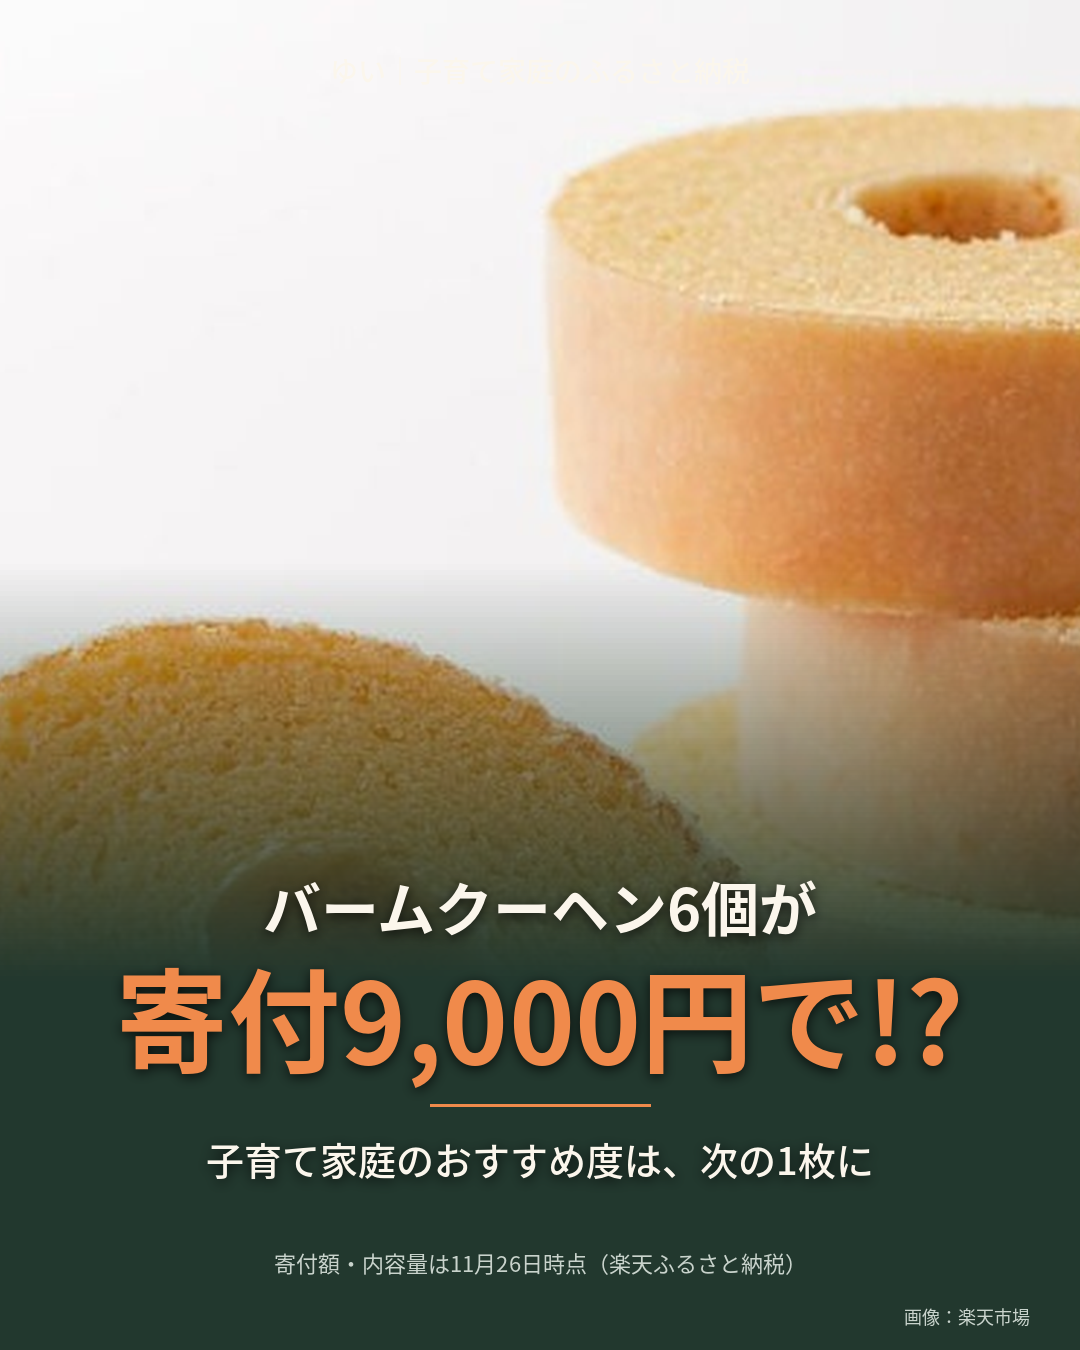 バームクーヘン6個が
寄付9,000円で!?
子育て家庭のおすすめ度は、次の1枚に
寄付額・内容量は11月26日時点（楽天ふるさと納税）
画像：楽天市場